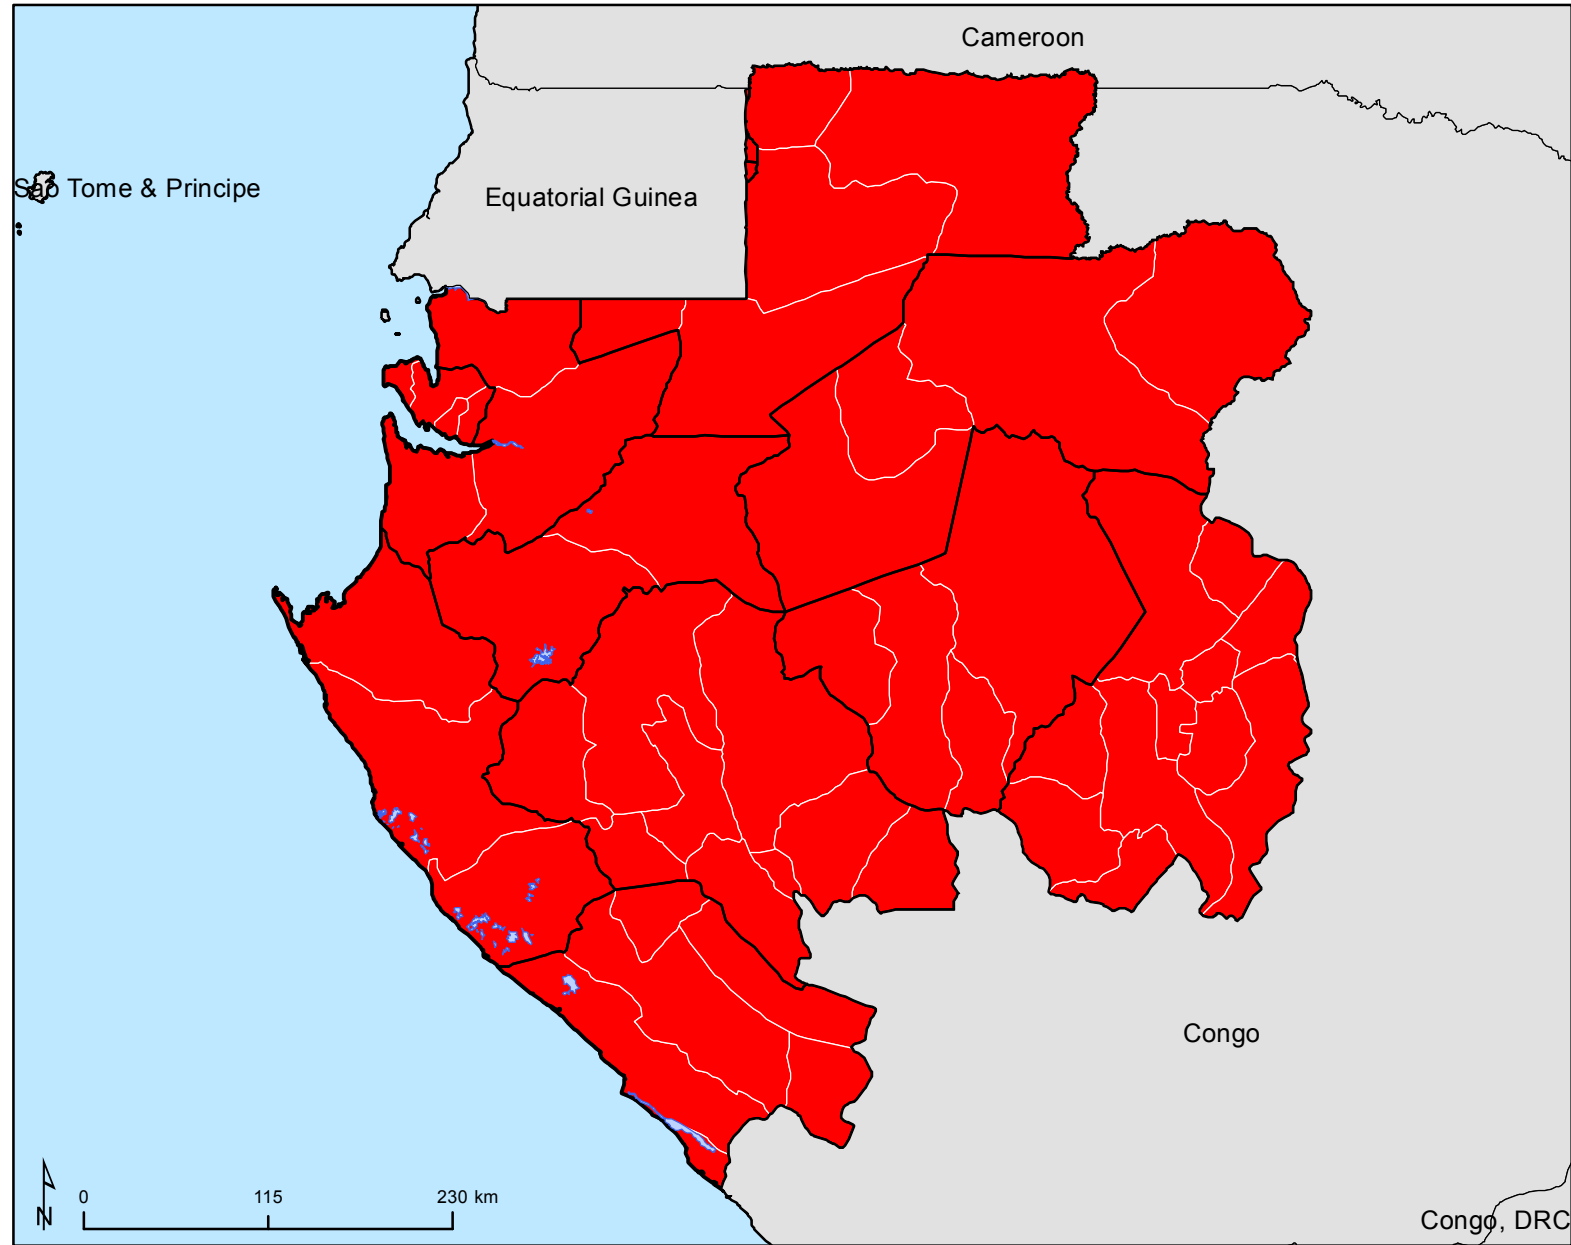 Cameroon
Sao Tome & Principe
Equatorial Guinea
Congo
N
0 115 230 km
Congo, DRC